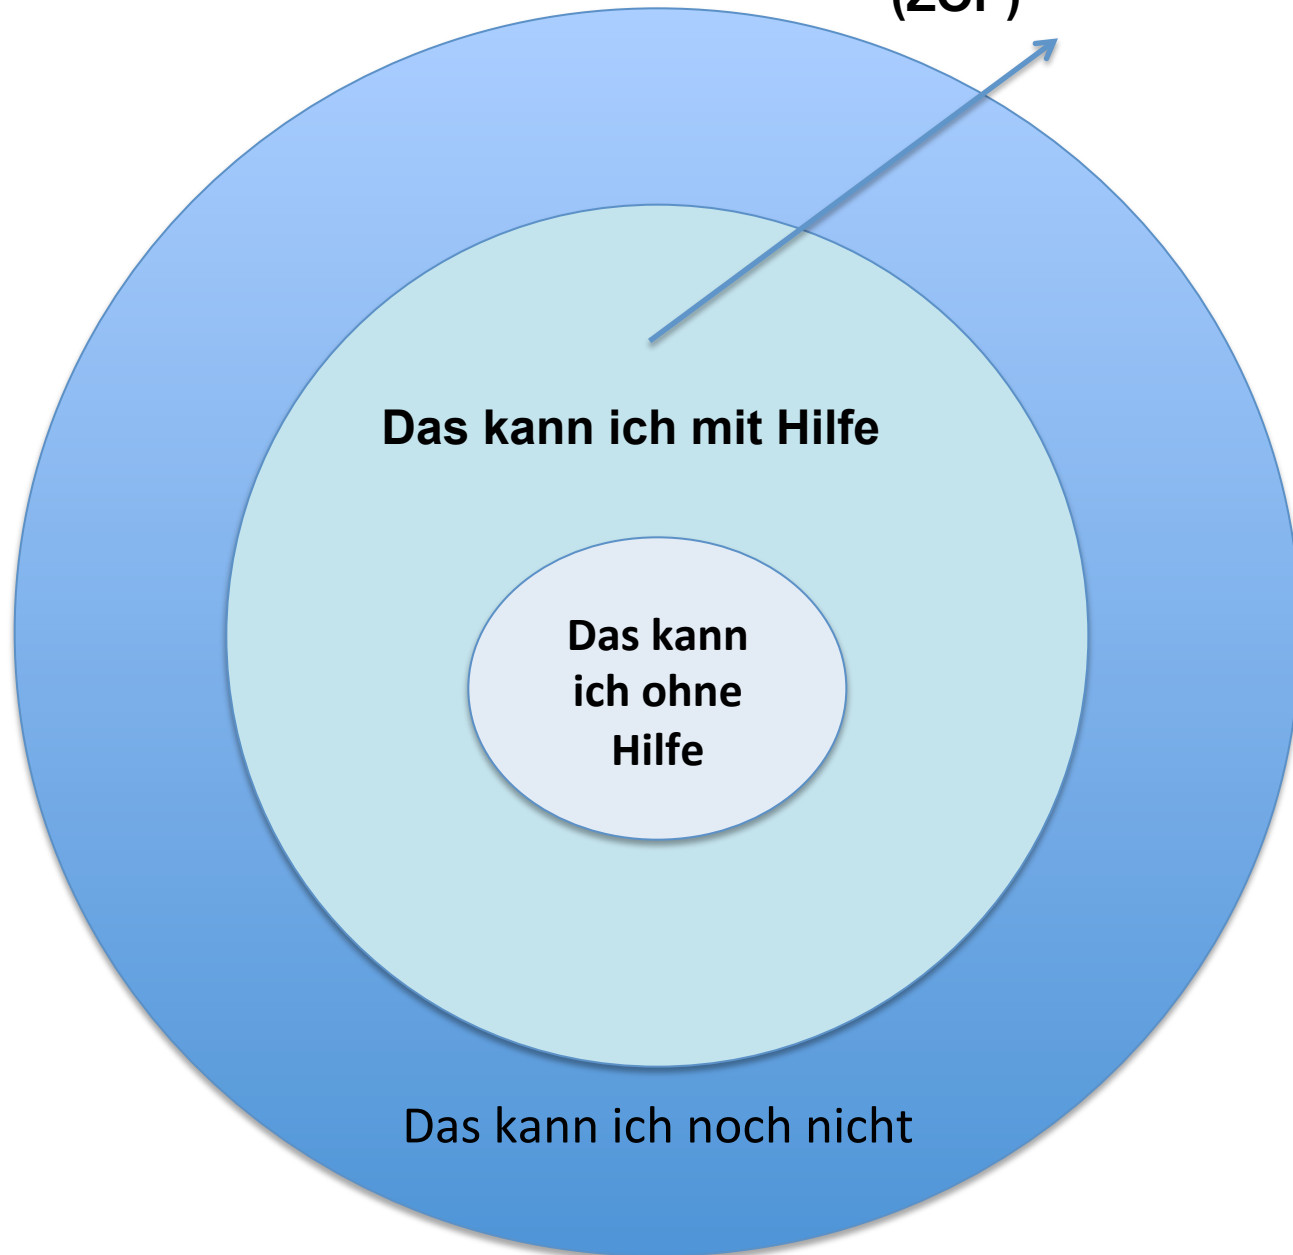 Das kann ich mit Hilfe
Das kann
ich ohne
Hilfe
Das kann ich noch nicht